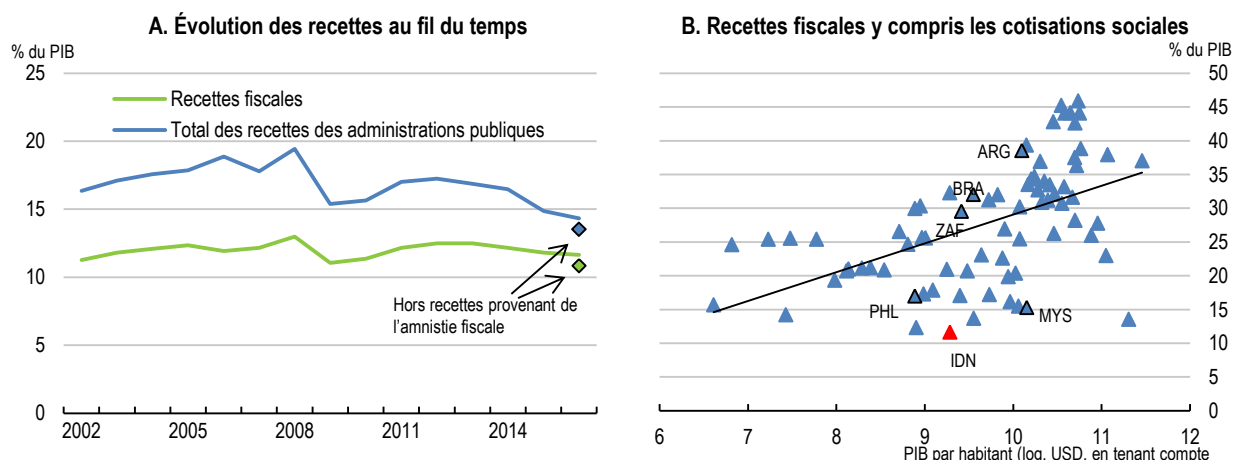 A. Évolution des recettes au fil du temps
% du PIB
25
20
15
10
5
0
Recettes fiscales
Total des recettes des administrations publiques
Hors recettes provenant de
l’amnistie fiscale
2002
2005
2008
2011
2014
B. Recettes fiscales y compris les cotisations sociales
% du PIB
50
45
40
35
30
25
20
15
10
5
0
ARG
BRA
ZAF
PHL
MYS
IDN
6
7
8
9
10
11
12
PIB par habitant (log. USD, en tenant compte